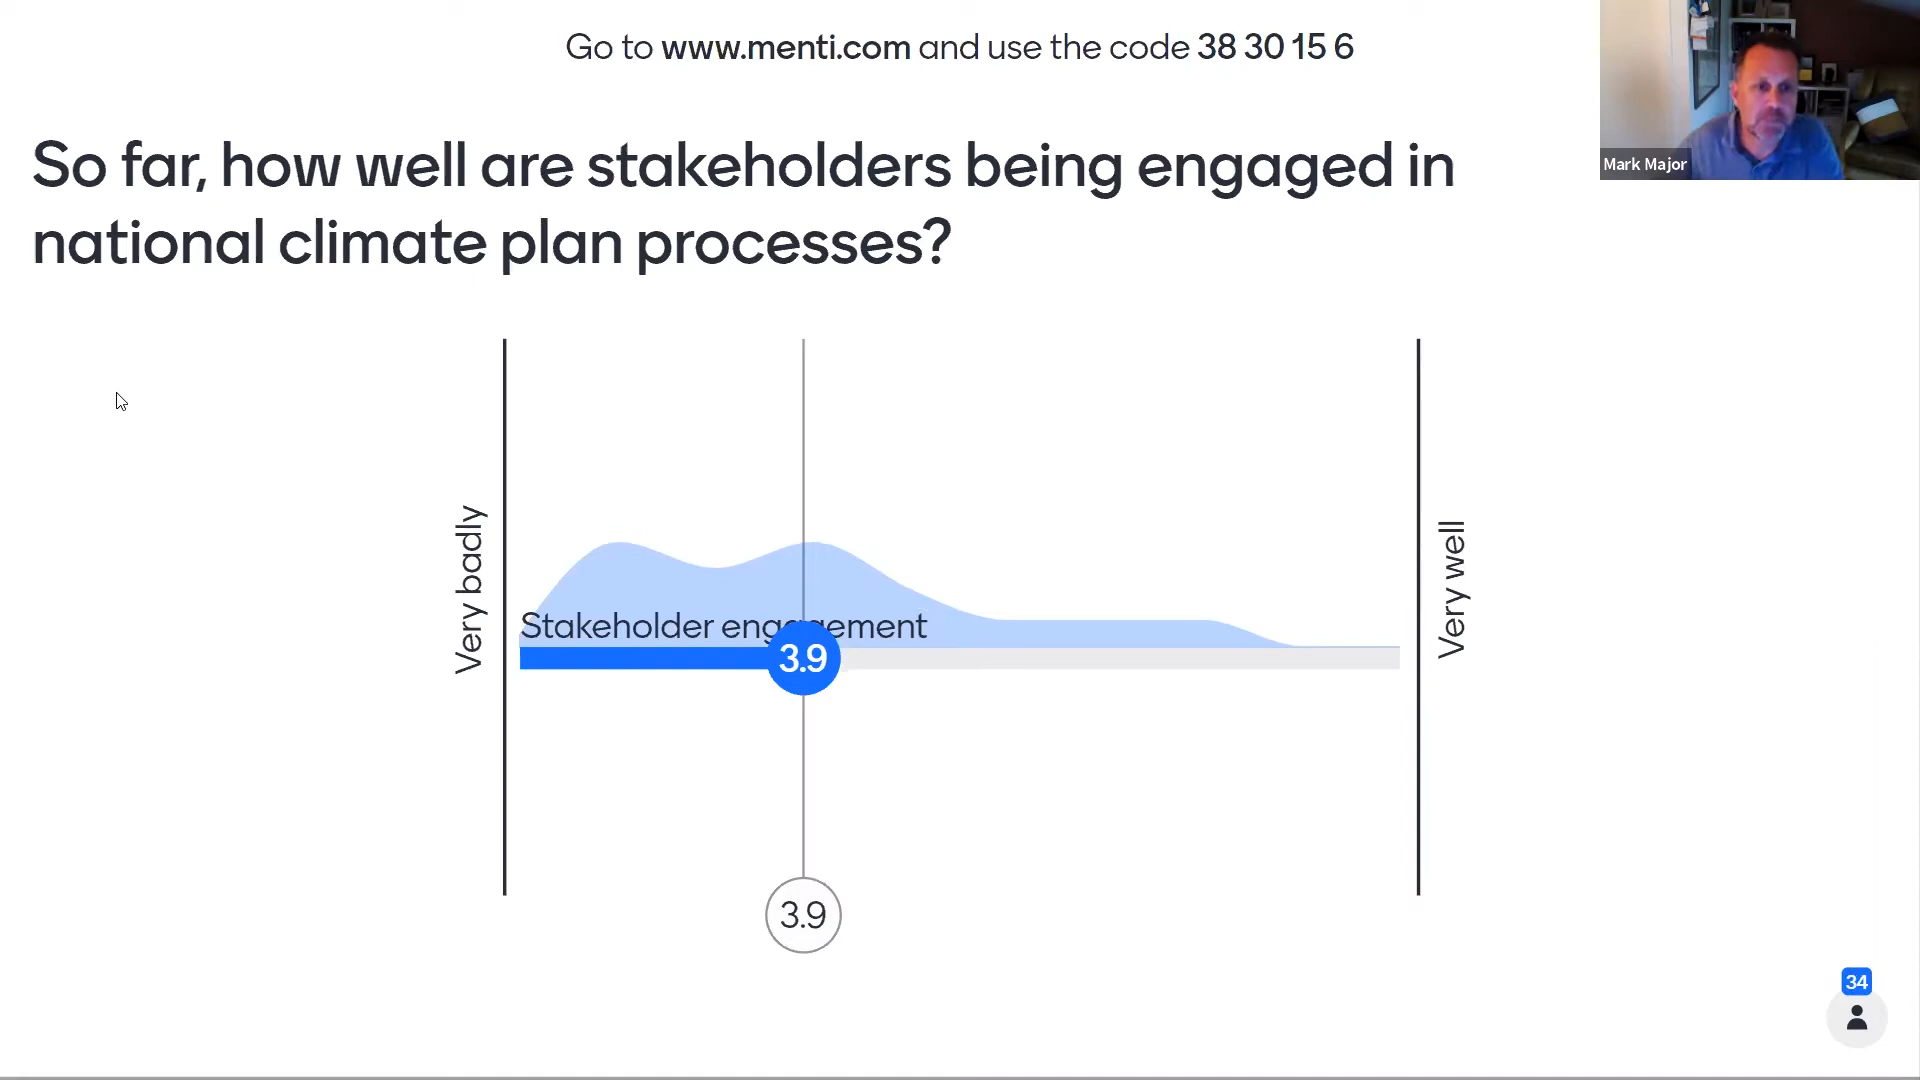 Go to www.menti.com and use the code 38 30 15 6
Mark Major
So far, how well are stakeholders being engaged in
national climate plan processes?
Very badly
Stakeholder engagement
3.9
Very well
3.9
34